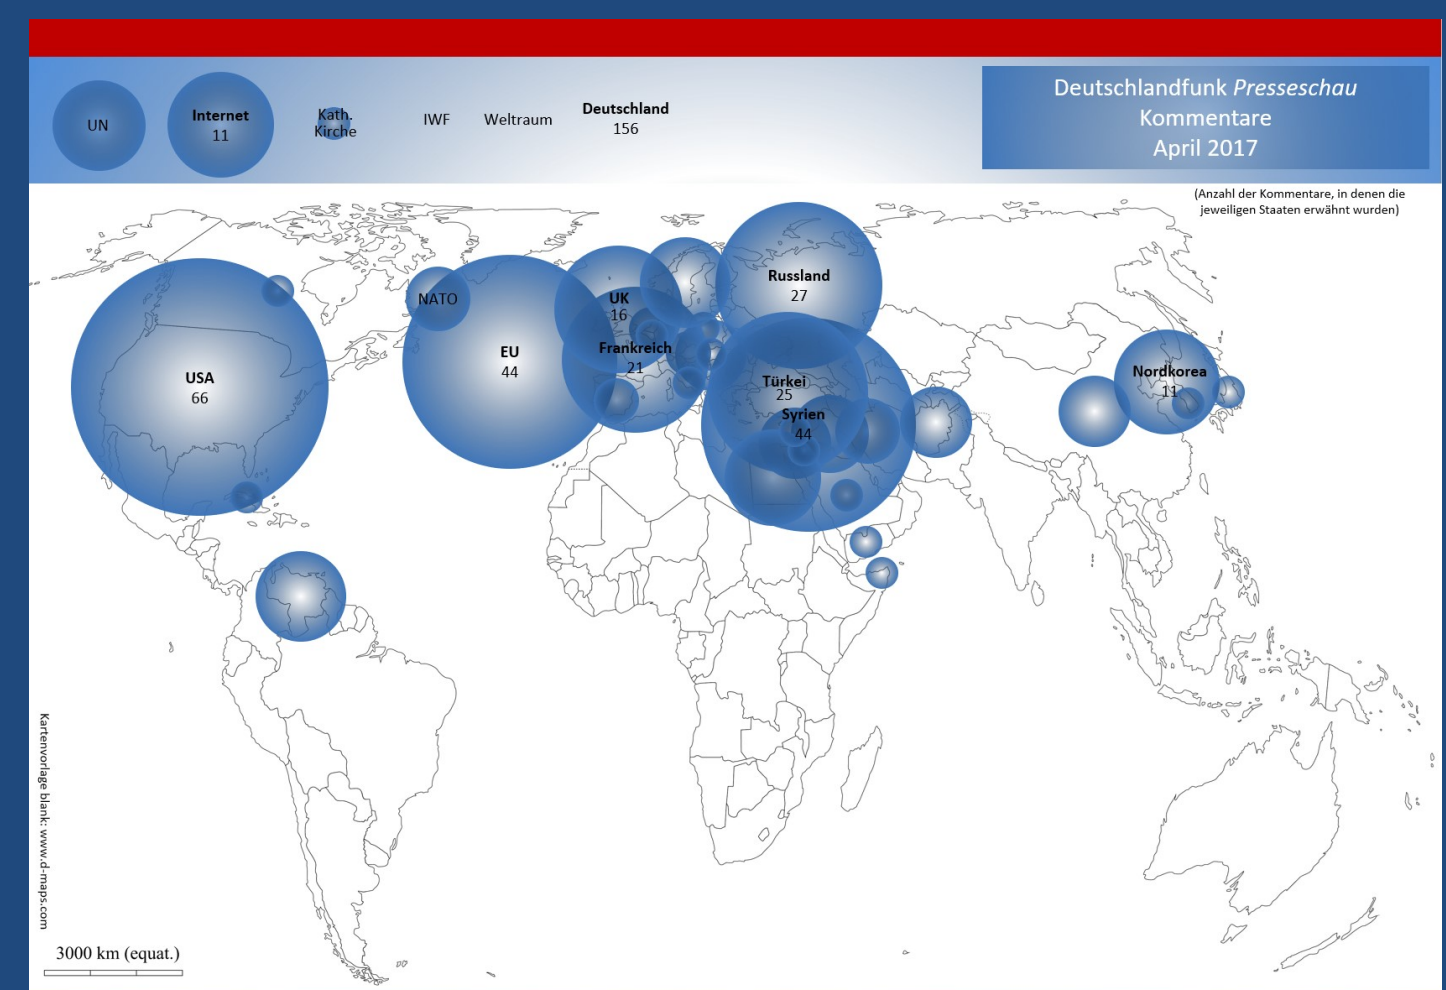 Deutschlandfunk Presseschau
Kommentare
April 2017
UN
Internet
11
Kath.
Kirche
IWF
Weltraum
Deutschland
156
(Anzahl der Kommentare, in denen die
jeweiligen Staaten erwähnt wurden)
USA
66
NATO
EU
44
UK
16
Frankreich
21
Russland
27
Türkei
25
Syrien
44
Nordkorea
11
Kartenvorlage blank: www.d-maps.com
3000 km (equat.)